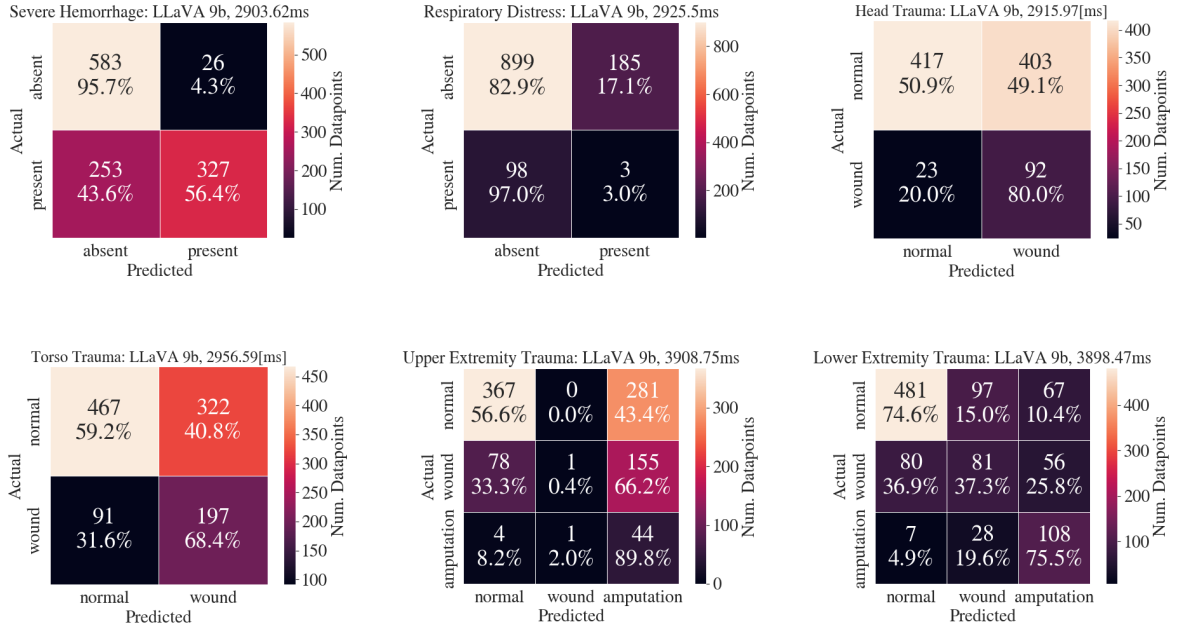 Severe Hemorrhage: LLaVA 9b, 2903.62ms
583 26
95.7% 4.3%
253 327
43.6% 56.4%
absent
present
Actual
absent present
Predicted
500
400
300
200
100
Num. Datapoints
Respiratory Distress: LLaVA 9b, 2925.5ms
899 185
82.9% 17.1%
98 3
97.0% 3.0%
absent
present
Actual
absent present
Predicted
800
600
400
200
Num. Datapoints
Head Trauma: LLaVA 9b, 2915.97[ms]
417 403
50.9% 49.1%
23 92
20.0% 80.0%
normal
wound
Actual
normal wound
Predicted
400
350
300
250
200
150
100
50
Num. Datapoints
Torso Trauma: LLaVA 9b, 2956.59[ms]
467 322
59.2% 40.8%
91 197
31.6% 68.4%
normal
wound
Actual
normal wound
Predicted
450
400
350
300
250
200
150
100
Num. Datapoints
Upper Extremity Trauma: LLaVA 9b, 3908.75ms
367 0 281
56.6% 0.0% 43.4%
78 1 155
33.3% 0.4% 66.2%
4 1 44
8.2% 2.0% 89.8%
normal
wound
amputation
Actual
normal wound amputation
Predicted
300
200
100
0
Num. Datapoints
Lower Extremity Trauma: LLaVA 9b, 3898.47ms
481 97 67
74.6% 15.0% 10.4%
80 81 56
36.9% 37.3% 25.8%
7 28 108
4.9% 19.6% 75.5%
normal
wound
amputation
Actual
normal wound amputation
Predicted
400
300
200
100
Num. Datapoints